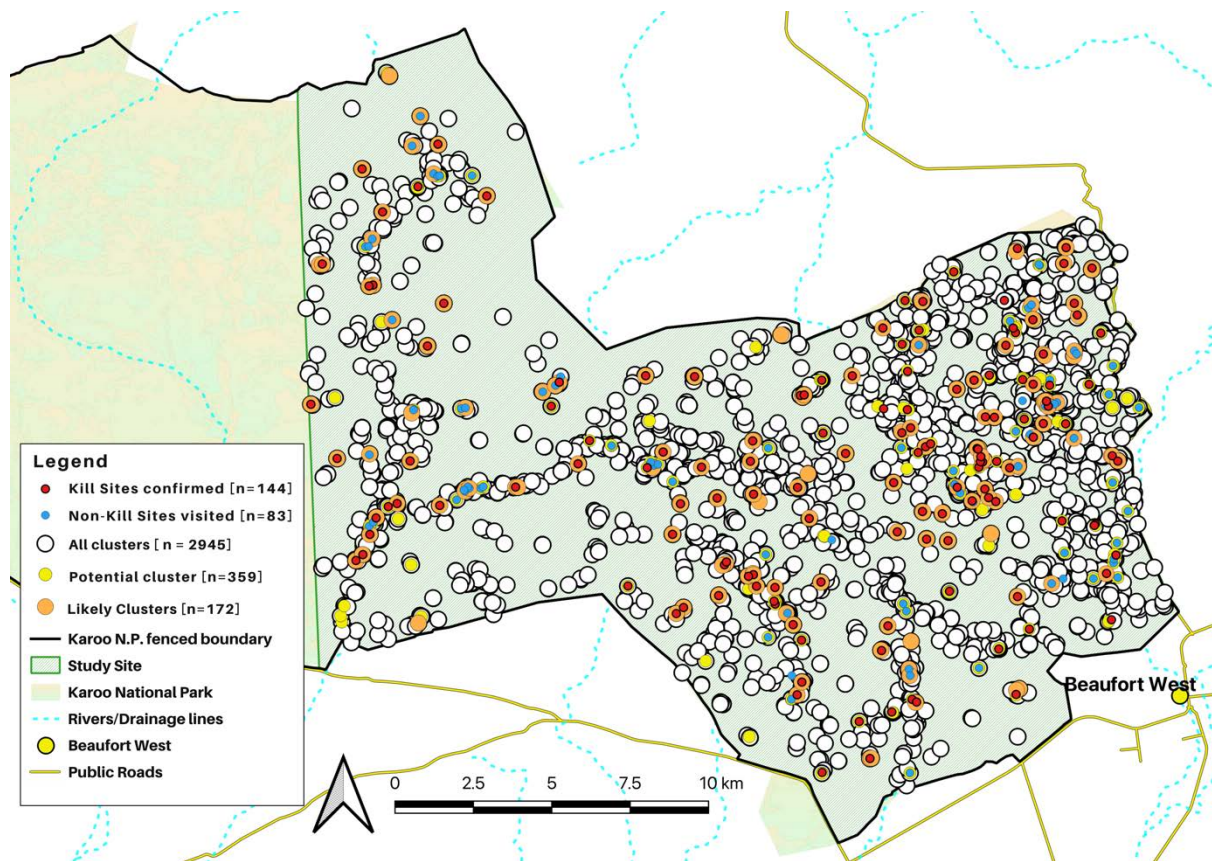 Legend
Kill Sites confirmed [n=144]
Non-Kill Sites visited [n=83]
All clusters [ n = 2945]
Potential cluster [n=359]
Likely Clusters [n=172]
Karoo N.P. fenced boundary
Study Site
Karoo National Park
Rivers/Drainage lines
Beaufort West
Public Roads
Beaufort West
0 2.5 5 7.5 10 km